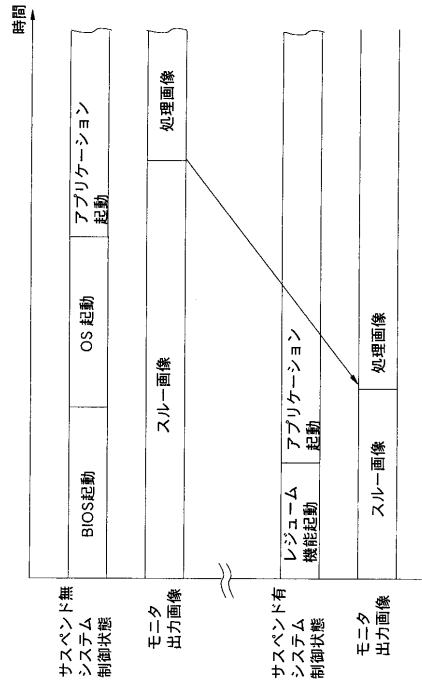 時間
サスペンド無
システム
制御状態
BIOS起動
OS 起動
アプリケーション
起動
モニタ
出力画像
スルー画像
処理画像
サスペンド有
システム
制御状態
レジューム
機能起動
アプリケーション
起動
モニタ
出力画像
スルー画像
処理画像